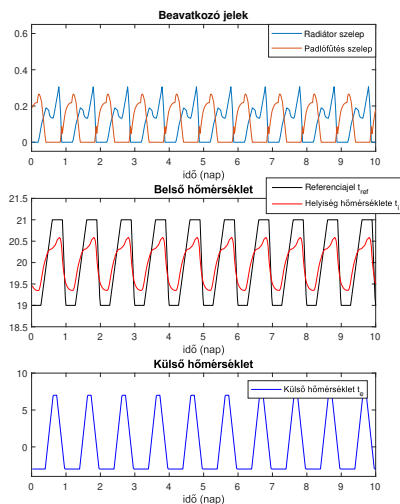 Beavatkozó jelek
Radiátor szelep
Padlófűtés szelep
0.6
0.4
0.2
0
0 1 2 3 4 5 6 7 8 9 10
idő (nap)
Belső hőmérséklet
Referenciajel t_ref
Helyiség hőmérséklete t_i
21.5
21
20.5
20
19.5
19
18.5
0 1 2 3 4 5 6 7 8 9 10
idő (nap)
Külső hőmérséklet
Külső hőmérséklet t_e
10
5
0
0 1 2 3 4 5 6 7 8 9 10
idő (nap)